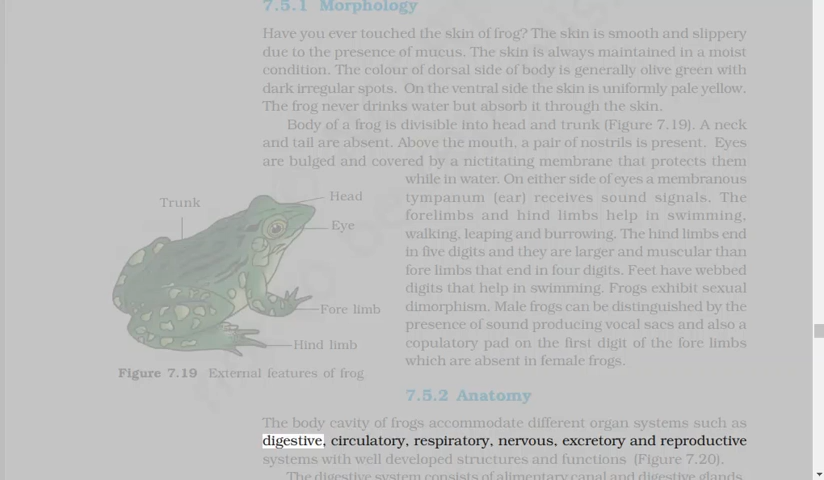 7.5.1 Morphology
Have you ever touched the skin of frog? The skin is smooth and slippery
due to the presence of mucus. The skin is always maintained in a moist
condition. The colour of dorsal side of body is generally olive green with
dark irregular spots. On the ventral side the skin is uniformly pale yellow.
The frog never drinks water but absorb it through the skin.
Body of a frog is divisible into head and trunk (Figure 7.19). A neck
and tail are absent. Above the mouth, a pair of nostrils is present. Eyes
are bulged and covered by a nictitating membrane that protects them
while in water. On either side of eyes a membranous
tympanum (ear) receives sound signals. The
forelimbs and hind limbs help in swimming,
walking, leaping and burrowing. The hind limbs end
in five digits and they are larger and muscular than
fore limbs that end in four digits. Feet have webbed
digits that help in swimming. Frogs exhibit sexual
dimorphism. Male frogs can be distinguished by the
presence of sound producing vocal sacs and also a
copulatory pad on the first digit of the fore limbs
which are absent in female frogs.
Trunk
Head
Eye
Fore limb
Hind limb
Figure 7.19 External features of frog
7.5.2 Anatomy
The body cavity of frogs accommodate different organ systems such as
digestive, circulatory, respiratory, nervous, excretory and reproductive
systems with well developed structures and functions (Figure 7.20).
The digestive system consists of alimentary canal and digestive glands.